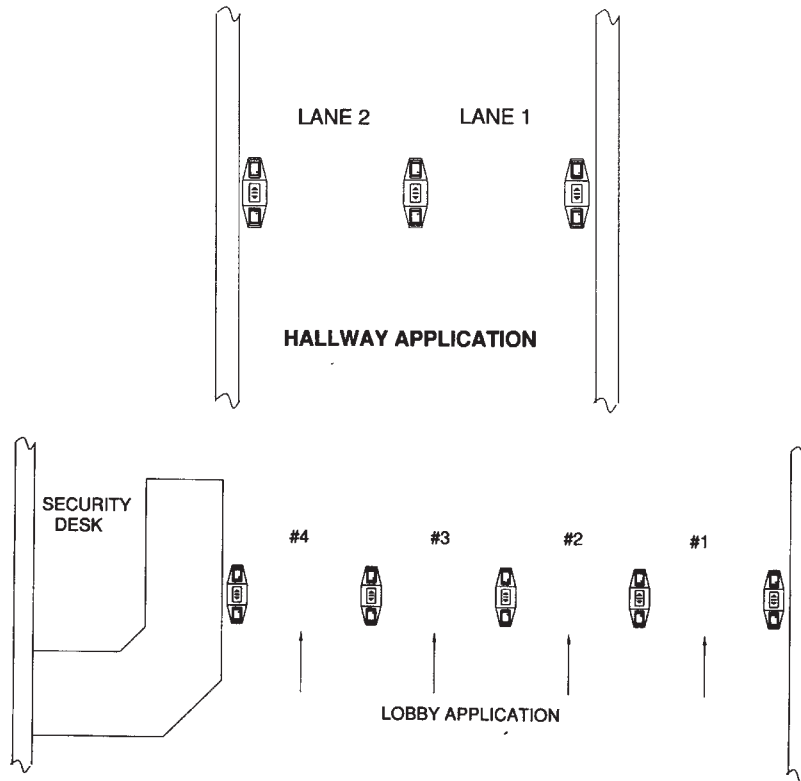 LANE 2
LANE 1
HALLWAY APPLICATION
SECURITY
DESK
#4
#3
#2
#1
LOBBY APPLICATION